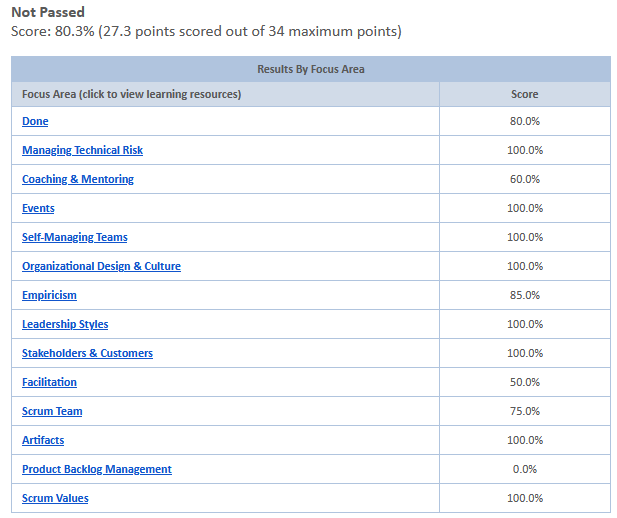 Not Passed
Score: 80.3% (27.3 points scored out of 34 maximum points)
Results By Focus Area
Focus Area (click to view learning resources) Score
Done 80.0%
Managing Technical Risk 100.0%
Coaching & Mentoring 60.0%
Events 100.0%
Self-Managing Teams 100.0%
Organizational Design & Culture 100.0%
Empiricism 85.0%
Leadership Styles 100.0%
Stakeholders & Customers 100.0%
Facilitation 50.0%
Scrum Team 75.0%
Artifacts 100.0%
Product Backlog Management 0.0%
Scrum Values 100.0%